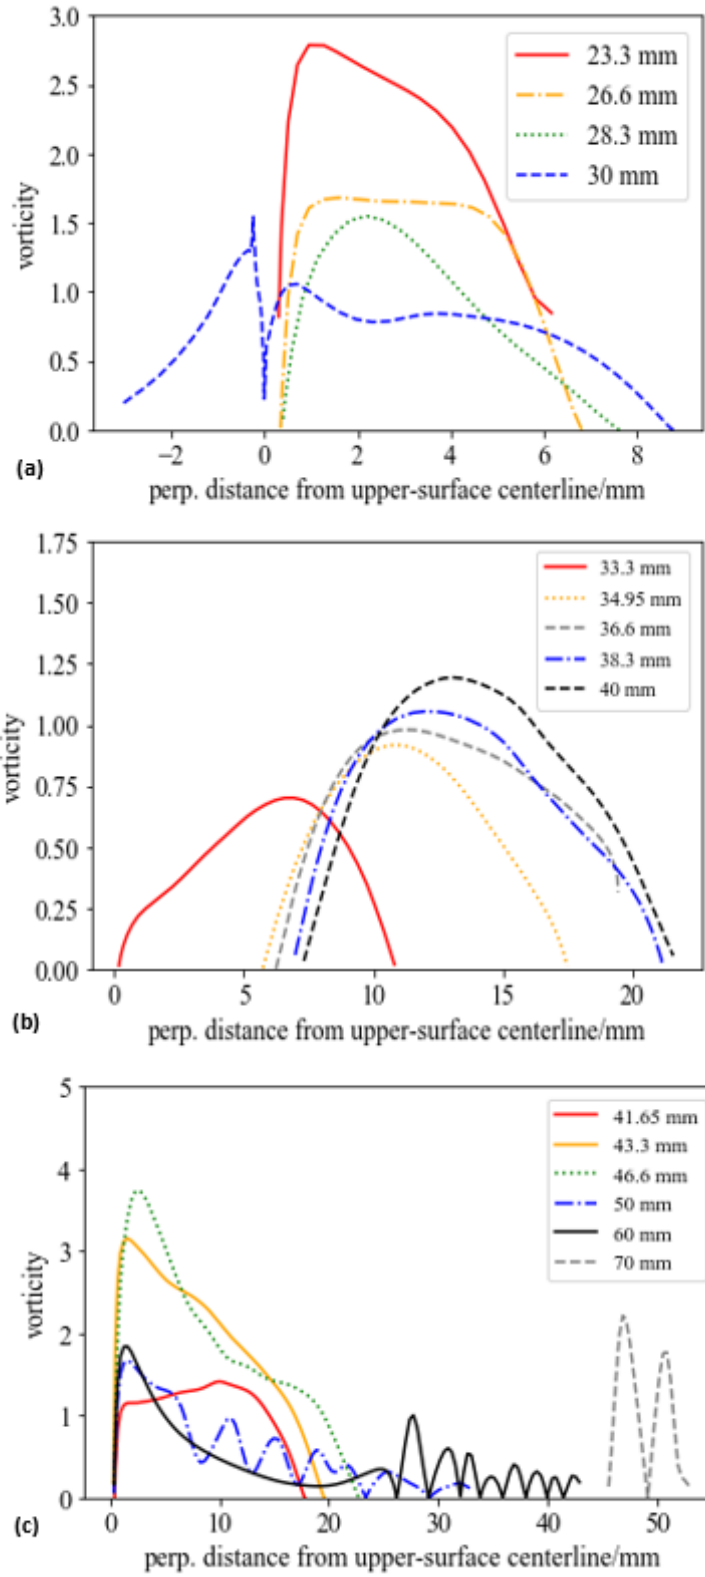 3.0
2.5
2.0
1.5
1.0
0.5
0.0
vorticity
23.3 mm
26.6 mm
28.3 mm
30 mm
−2 0 2 4 6 8
(a)
perp. distance from upper-surface centerline/mm
1.75
1.50
1.25
1.00
0.75
0.50
0.25
0.00
vorticity
33.3 mm
34.95 mm
36.6 mm
38.3 mm
40 mm
0 5 10 15 20
(b)
perp. distance from upper-surface centerline/mm
5
4
3
2
1
0
vorticity
41.65 mm
43.3 mm
46.6 mm
50 mm
60 mm
70 mm
0 10 20 30 40 50
(c)
perp. distance from upper-surface centerline/mm